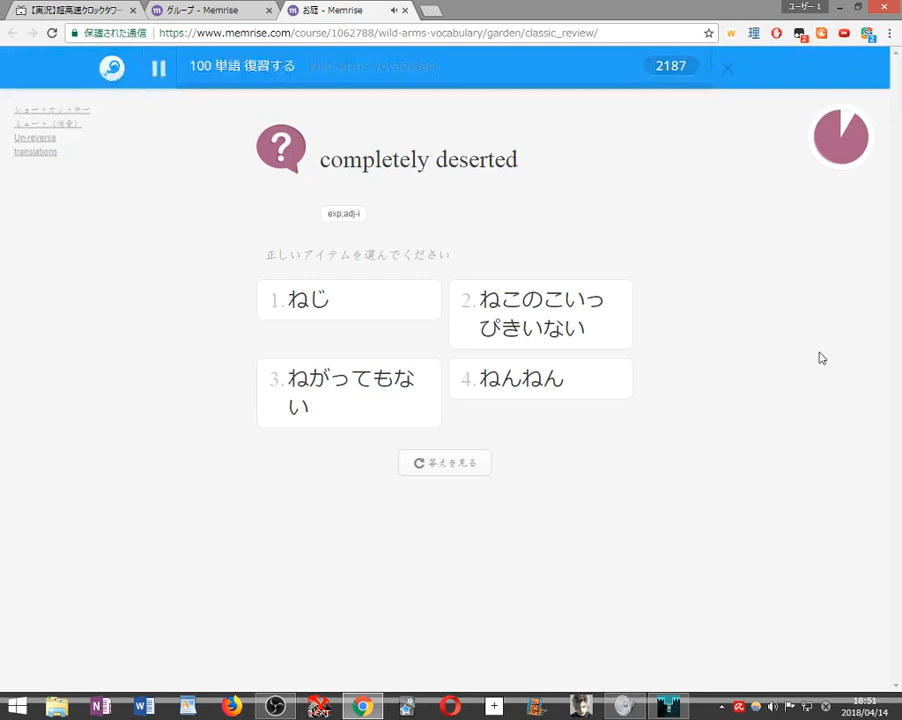 【実況】超高速クロックタワー
グループ - Memrise
お庭 - Memrise
ユーザー 1
保護された通信
https://www.memrise.com/course/1062788/wild-arms-vocabulary/garden/classic_review/
100 単語 復習する
Wild Arms Vocabulary
2187
ショートカットキー
ミュート（消音）
Un-reverse
translations
completely deserted
exp;adj-i
正しいアイテムを選んでください
1. ねじ
2. ねこのこいっ
ぴきいない
3. ねがってもな
い
4. ねんねん
答えを見る
18:51
2018/04/14